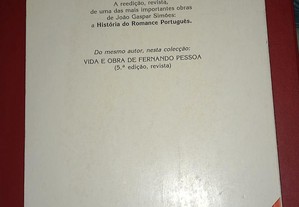 A reedição, revista,
de uma das mais importantes obras
de João Gaspar Simões:
a História do Romance Português.
Do mesmo autor, nesta colecção:
VIDA E OBRA DE FERNANDO PESSOA
(5.ª edição, revista)